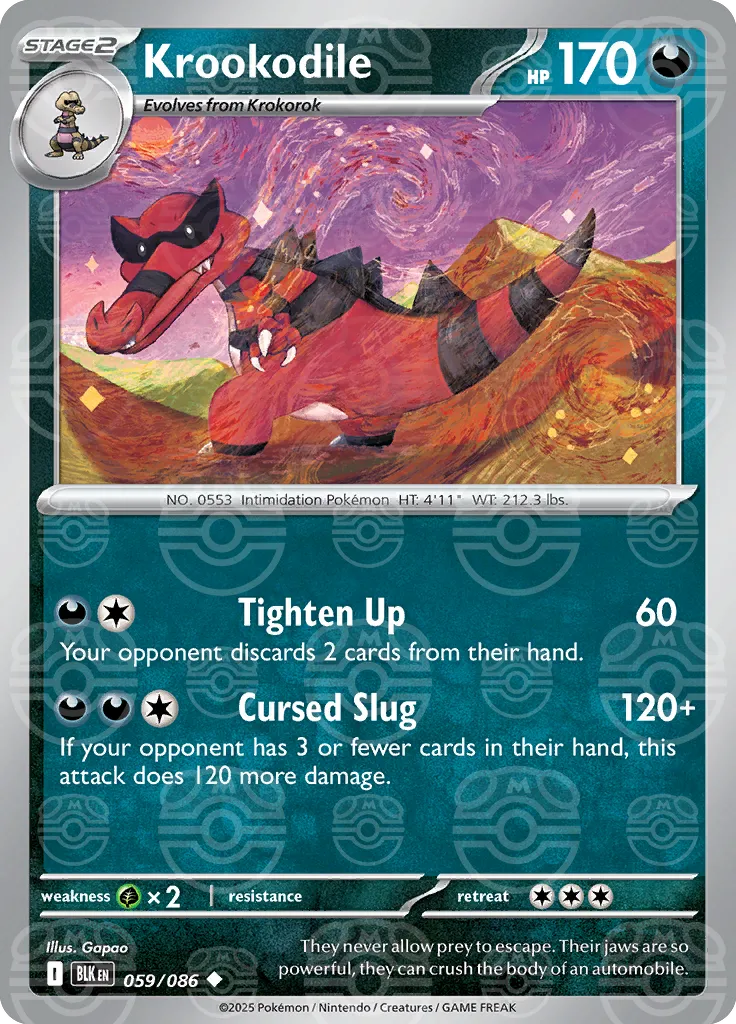 STAGE2
Krookodile
HP 170
Evolves from Krokorok
NO. 0553 Intimidation Pokémon HT: 4'11" WT: 212.3 lbs.
Tighten Up 60
Your opponent discards 2 cards from their hand.
Cursed Slug 120+
If your opponent has 3 or fewer cards in their hand, this
attack does 120 more damage.
weakness ×2 resistance retreat
Illus. Gapao
They never allow prey to escape. Their jaws are so
powerful, they can crush the body of an automobile.
I BLK EN 059/086
©2025 Pokémon / Nintendo / Creatures / GAME FREAK